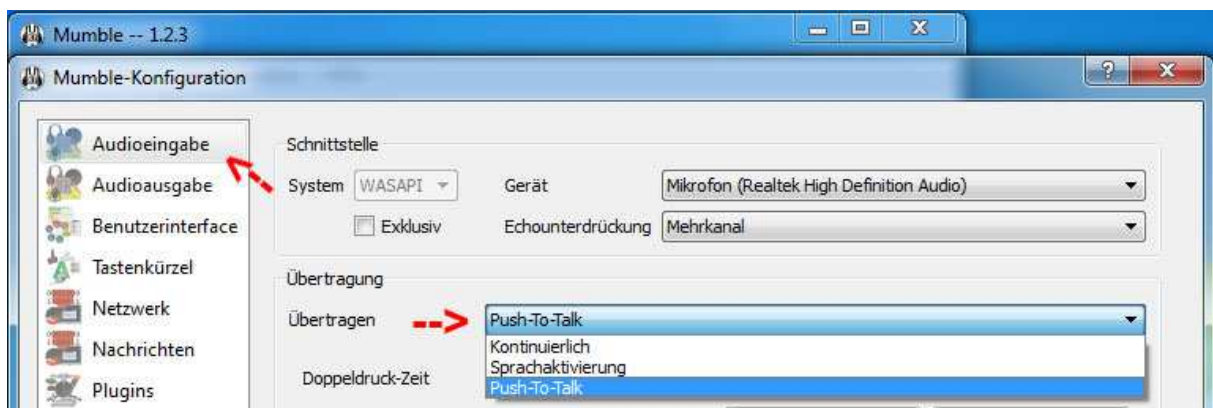 Mumble -- 1.2.3
Mumble-Konfiguration
Audioeingabe
Audioausgabe
Benutzerinterface
Tastenkürzel
Netzwerk
Nachrichten
Plugins
Schnittstelle
System WASAPI Gerät Mikrofon (Realtek High Definition Audio)
Exklusiv Echounterdrückung Mehrkanal
Übertragung
Übertragen --> Push-To-Talk
Kontinuierlich
Sprachaktivierung
Push-To-Talk
Doppeldruck-Zeit